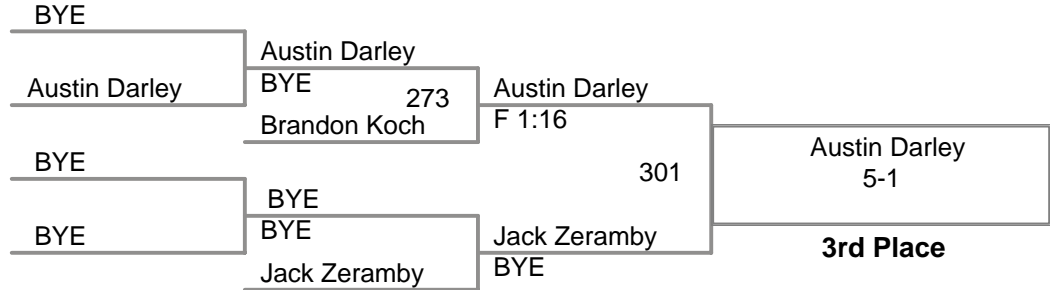 BYE
Austin Darley
Austin Darley
BYE
273
Austin Darley
Brandon Koch
F 1:16
BYE
301
Austin Darley
5-1
BYE
BYE
BYE
Jack Zeramby
3rd Place
Jack Zeramby
BYE